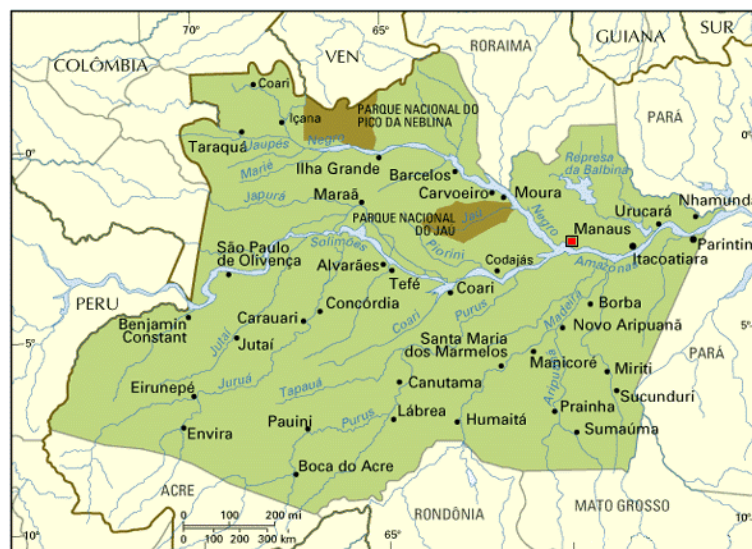 70°
65°
COLÔMBIA
VEN
RORAIMA
GUIANA
SUR
PARÁ
Coari
Içana
PARQUE NACIONAL DO
PICO DA NEBLINA
Taraquá
Uaupés
Negro
0°
0°
Marié
Ilha Grande
Barcelos
Represa
da Balbina
Japurá
Maraã
Carvoeiro
Moura
PARQUE NACIONAL
DO JAÚ
Jaú
Negro
Urucará
Nhamundá
Manaus
Solimões
Piorini
Codajás
Amazonas
Itacoatiara
Parintin
São Paulo
de Olivença
Alvarães
Tefé
Coari
PERU
Benjamin
Constant
Carauari
Concórdia
Coari
Purus
Madeira
Borba
Novo Aripuanã
5°
Jutaí
Jutaí
Santa Maria
dos Marmelos
Manicoré
PARÁ
Miriti
Eirunepé
Juruá
Tapauá
Canutama
Aripuanã
Sucunduri
Envira
Pauini
Purus
Lábrea
Humaitá
Prainha
Sumaúma
Boca do Acre
ACRE
RONDÔNIA
MATO GROSSO
0 100 200 mi
0 100 200 300 km
10°
70
65°
10°